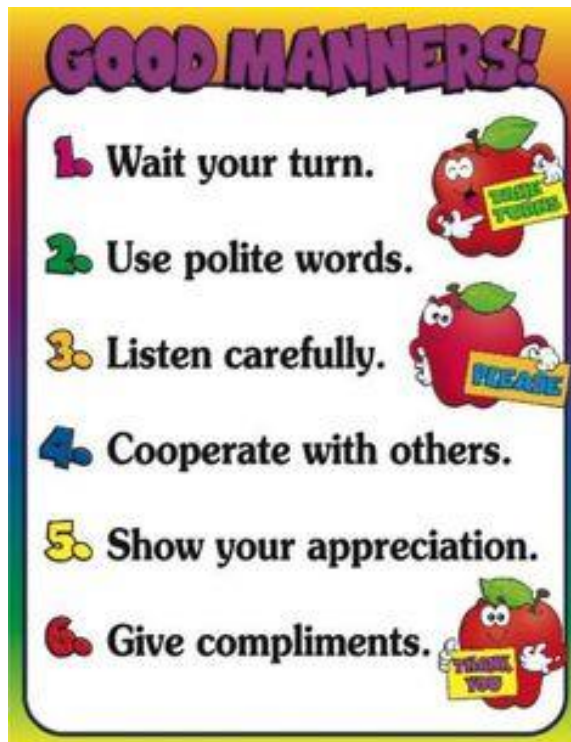 GOOD MANNERS!
1. Wait your turn.
TAKE
TURNS
2. Use polite words.
3. Listen carefully.
PLEASE
4. Cooperate with others.
5. Show your appreciation.
6. Give compliments.
THANK
YOU